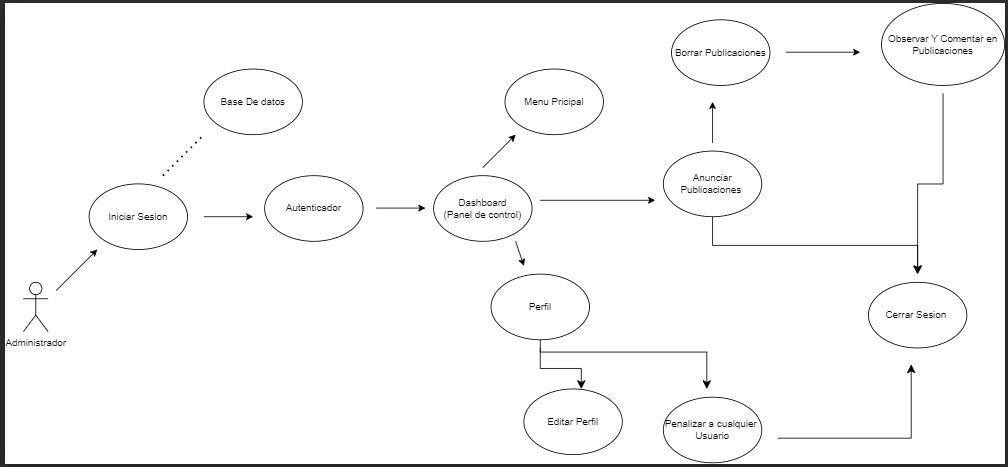 Borrar Publicaciones
Observar Y Comentar en
Publicaciones
Base De datos
Menu Pricipal
Anunciar
Publicaciones
Iniciar Sesion
Autenticador
Dashboard
(Panel de control)
Perfil
Cerrar Sesion
Administrador
Editar Perfil
Penalizar a cualquier
Usuario